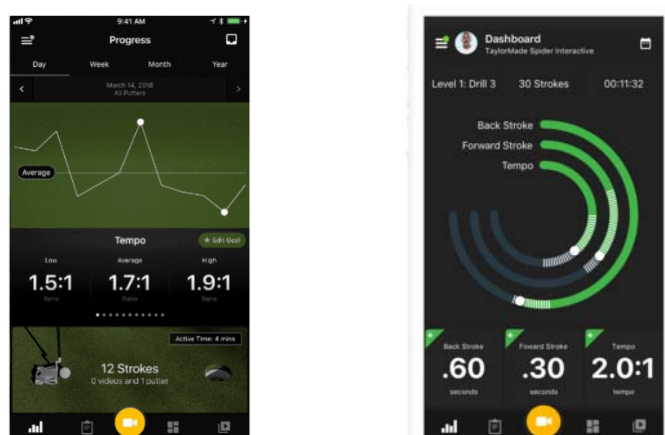 9:41 AM
Progress
Day Week Month Year
March 14, 2018
All Putters
Average
Tempo
Edit Goal
Low Average High
1.5:1 1.7:1 1.9:1
Ratio Ratio Ratio
Active Time: 4 mins
12 Strokes
0 videos and 1 putter
Dashboard
TaylorMade Spider Interactive
Level 1: Drill 3 30 Strokes 00:11:32
Back Stroke
Forward Stroke
Tempo
Back Stroke Foward Stroke Tempo
.60 .30 2.0:1
seconds seconds tempo